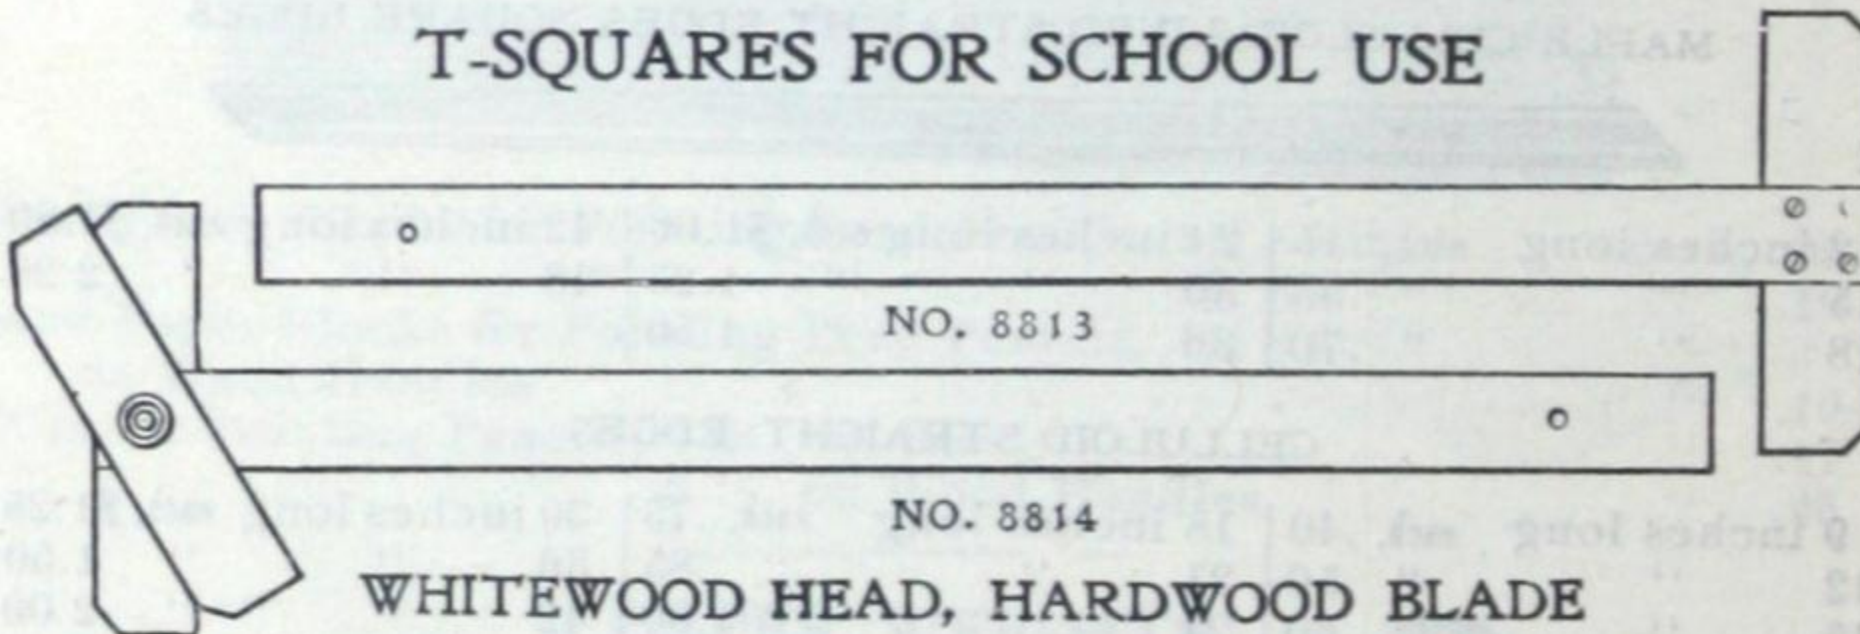 T-SQUARES FOR SCHOOL USE
NO. 8813
NO. 8814
WHITEWOOD HEAD, HARDWOOD BLADE